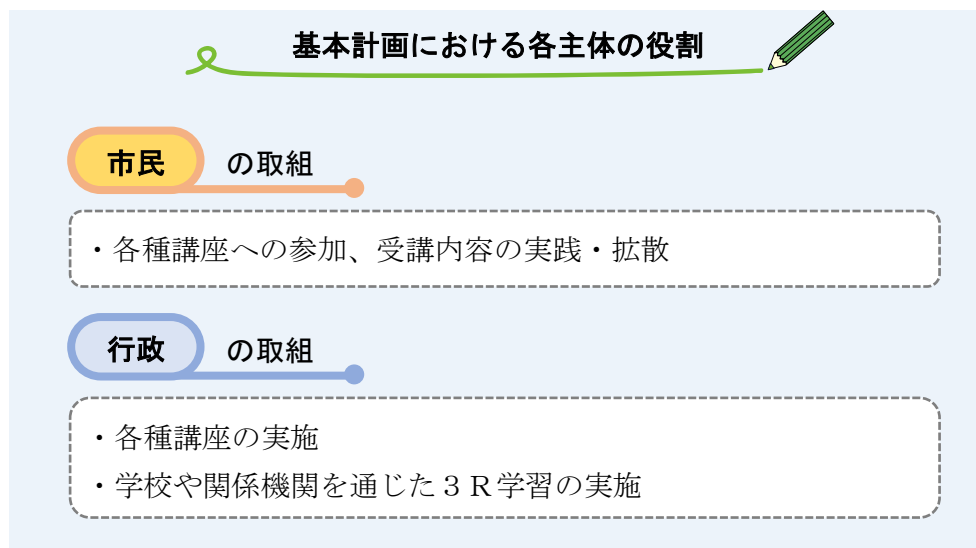 基本計画における各主体の役割
市民 の取組
・各種講座への参加、受講内容の実践・拡散
行政 の取組
・各種講座の実施
・学校や関係機関を通じた３Ｒ学習の実施